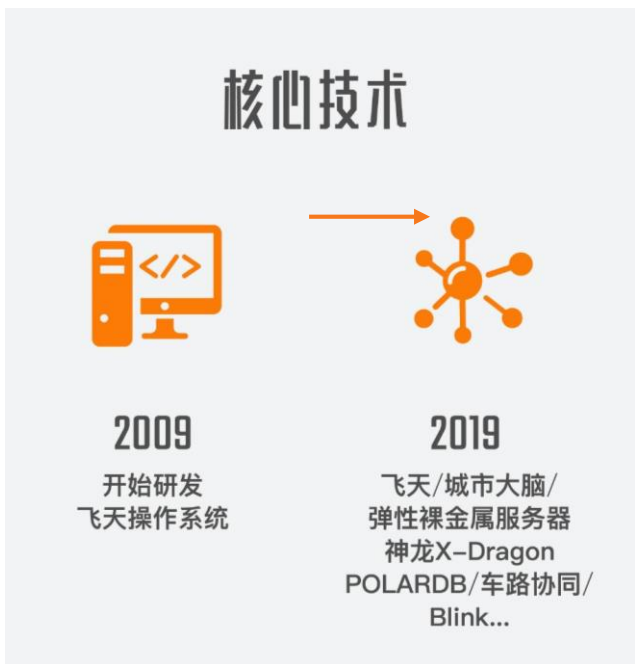 核心技术
</>
2009
开始研发
飞天操作系统
2019
飞天/城市大脑/
弹性裸金属服务器
神龙X-Dragon
POLARDB/车路协同/
Blink...